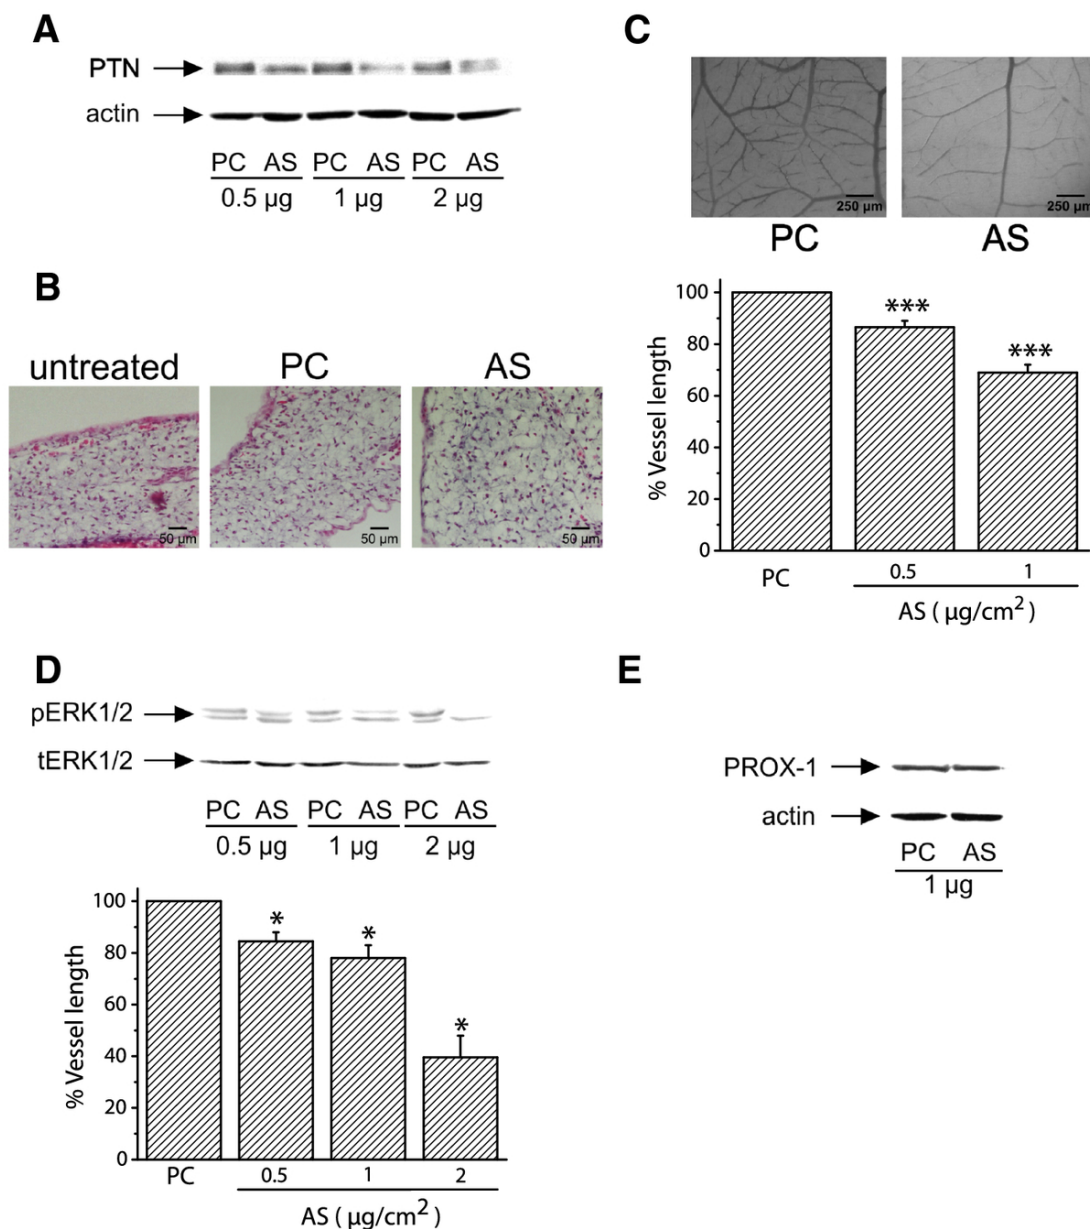 A
PTN
actin
PC AS PC AS PC AS
0.5 µg 1 µg 2 µg
B
untreated PC AS
50 µm 50 µm 50 µm
C
250 µm 250 µm
PC AS
% Vessel length
100
80
60
40
20
0
*** ***
PC 0.5 1
AS ( µg/cm²)
D
pERK1/2
tERK1/2
PC AS PC AS PC AS
0.5 µg 1 µg 2 µg
% Vessel length
100
80
60
40
20
0
* * *
PC 0.5 1 2
AS (µg/cm²)
E
PROX-1
actin
PC AS
1 µg